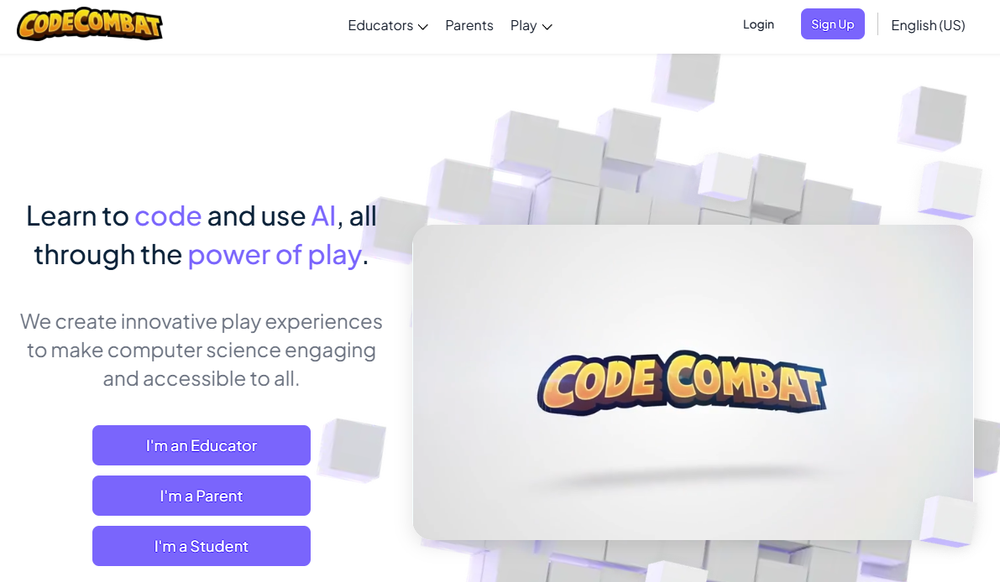 CODECOMBAT
Educators
Parents
Play
Login
Sign Up
English (US)
Learn to code and use AI, all
through the power of play.
We create innovative play experiences
to make computer science engaging
and accessible to all.
I'm an Educator
I'm a Parent
I'm a Student
CODE COMBAT